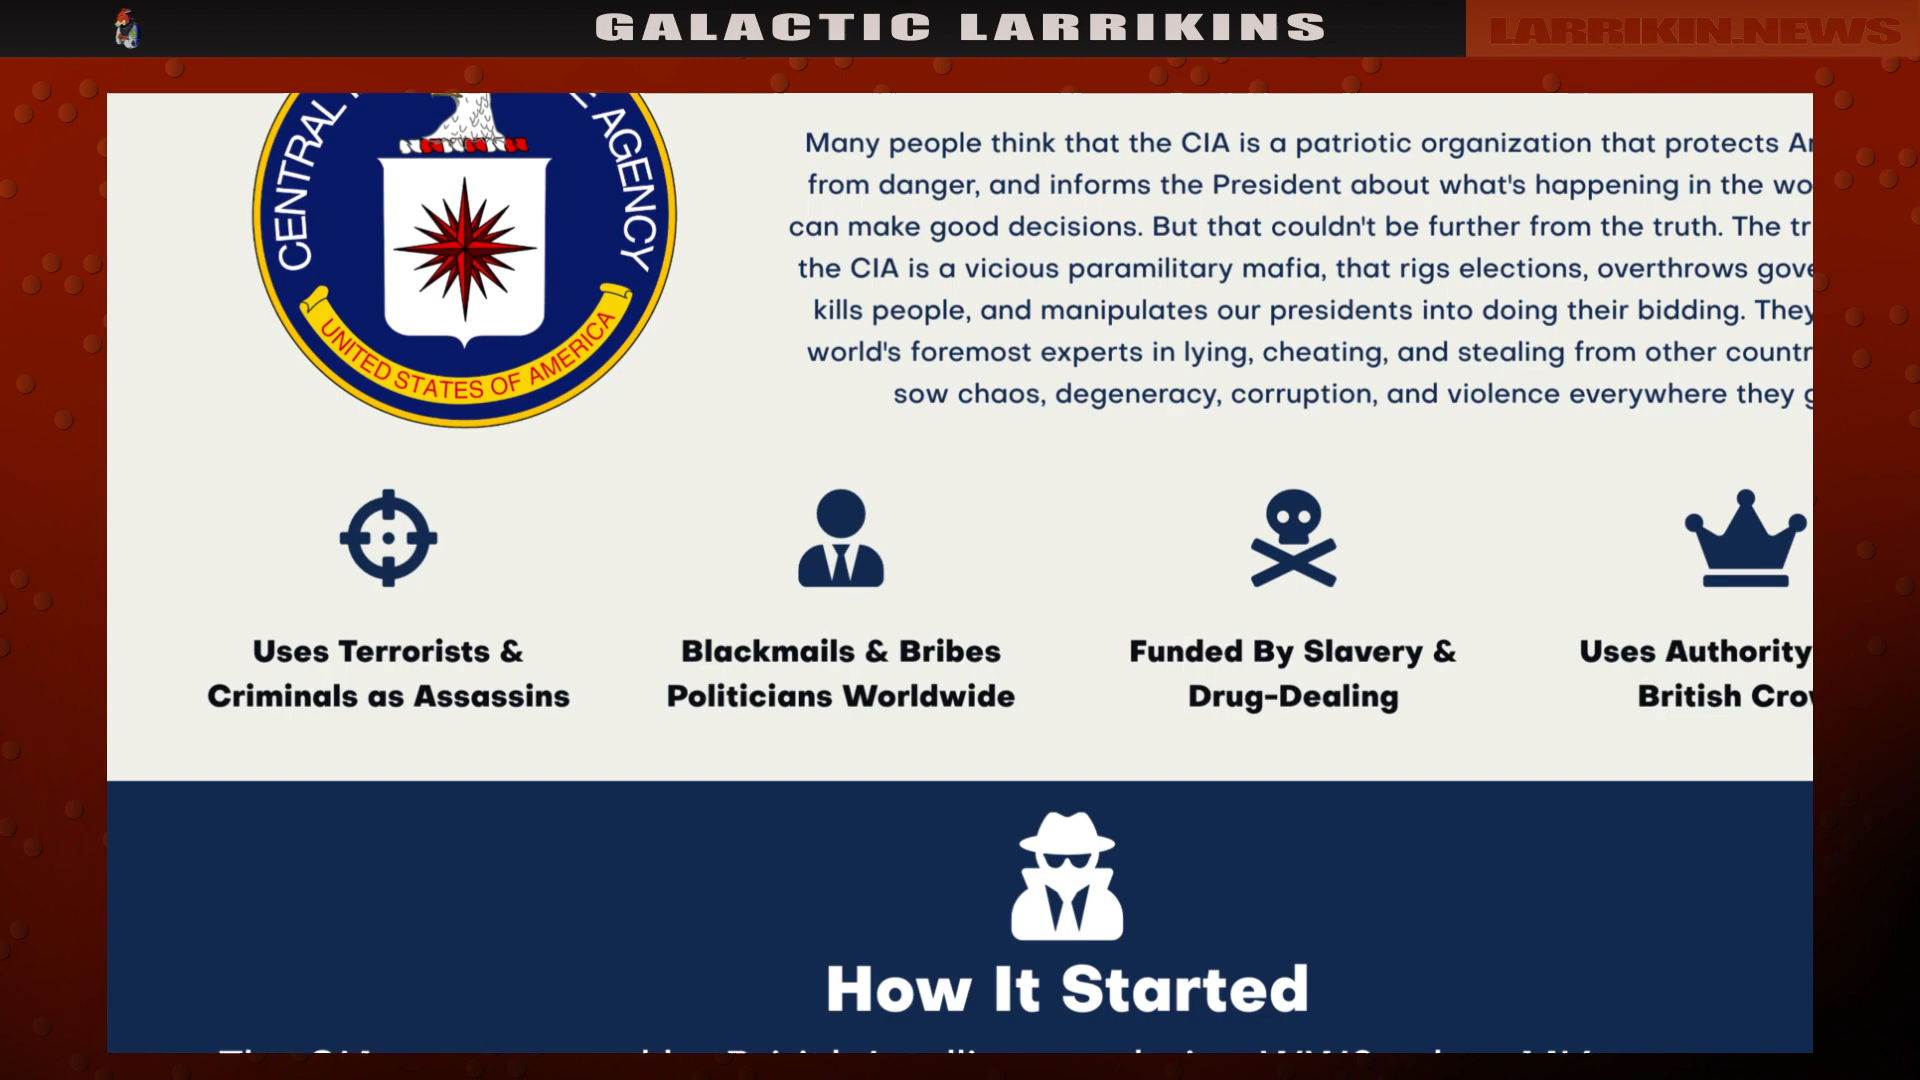 GALACTIC LARRIKINS
LARRIKIN.NEWS
CENTRAL AGENCY
UNITED STATES OF AMERICA
Many people think that the CIA is a patriotic organization that protects
from danger, and informs the President about what's happening in the
can make good decisions. But that couldn't be further from the truth. The
the CIA is a vicious paramilitary mafia, that rigs elections, overthrows
kills people, and manipulates our presidents into doing their bidding. They
world's foremost experts in lying, cheating, and stealing from other
sow chaos, degeneracy, corruption, and violence everywhere they
Uses Terrorists &
Criminals as Assassins
Blackmails & Bribes
Politicians Worldwide
Funded By Slavery &
Drug-Dealing
Uses Authority
British
How It Started